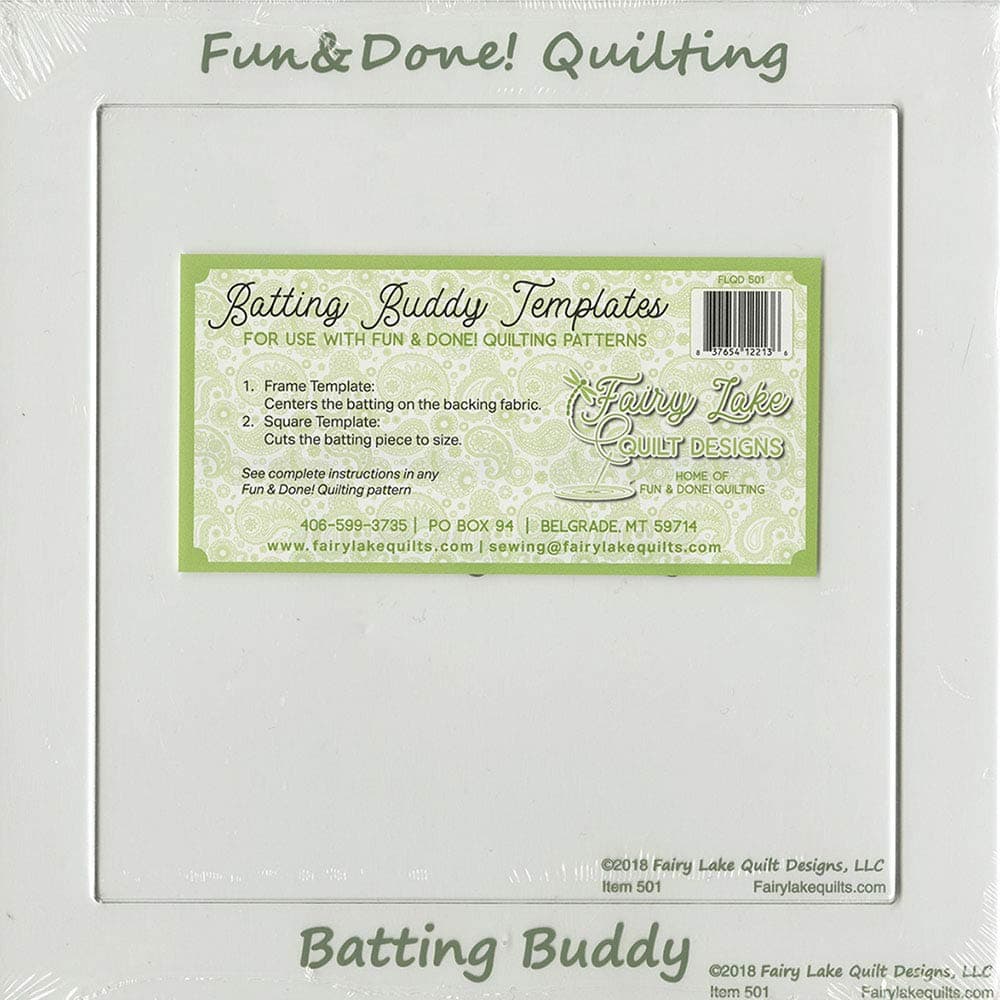 Fun&Done! Quilting
FLQD 501
Batting Buddy Templates
FOR USE WITH FUN & DONE! QUILTING PATTERNS
8 37654 12213 6
1. Frame Template:
Centers the batting on the backing fabric.
2. Square Template:
Cuts the batting piece to size.
See complete instructions in any
Fun & Done! Quilting pattern
Fairy Lake
QUILT DESIGNS
HOME OF
FUN & DONE! QUILTING
406-599-3735 | PO BOX 94 | BELGRADE, MT 59714
www.fairylakequilts.com | sewing@fairylakequilts.com
©2018 Fairy Lake Quilt Designs, LLC
Item 501 Fairylakequilts.com
Batting Buddy
©2018 Fairy Lake Quilt Designs, LLC
Item 501 Fairylakequilts.com